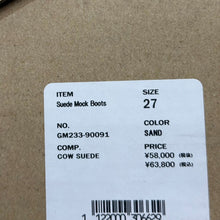 ITEM SIZE
Suede Mock Boots 27
NO. COLOR
GM233-90091 SAND
COMP. PRICE
COW SUEDE ¥58,000 (税抜)
¥63,800 (税込)